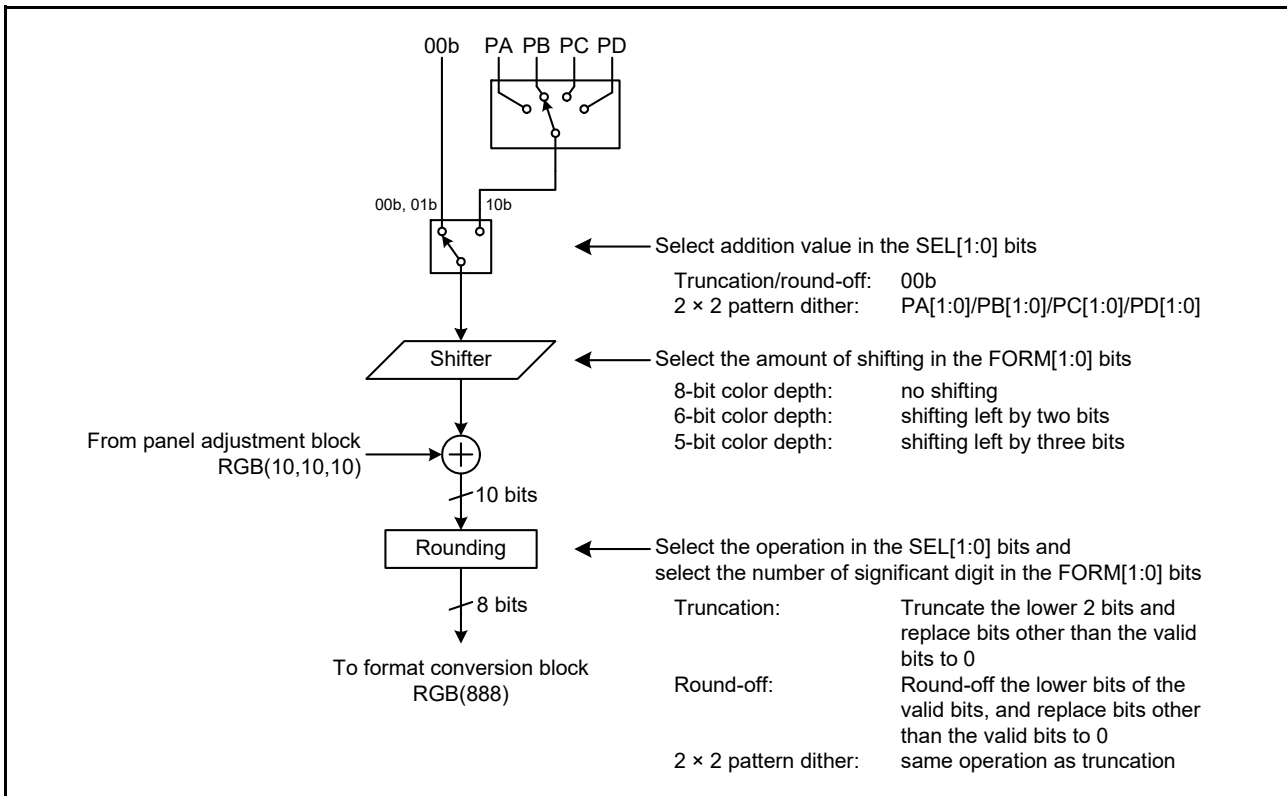 00b PA PB PC PD
00b, 01b 10b
Select addition value in the SEL[1:0] bits
Truncation/round-off: 00b
2 × 2 pattern dither: PA[1:0]/PB[1:0]/PC[1:0]/PD[1:0]
Shifter
Select the amount of shifting in the FORM[1:0] bits
8-bit color depth: no shifting
6-bit color depth: shifting left by two bits
5-bit color depth: shifting left by three bits
From panel adjustment block
RGB(10,10,10)
10 bits
Rounding
Select the operation in the SEL[1:0] bits and
select the number of significant digit in the FORM[1:0] bits
8 bits
Truncation: Truncate the lower 2 bits and
replace bits other than the valid
bits to 0
To format conversion block
RGB(888)
Round-off: Round-off the lower bits of the
valid bits, and replace bits other
than the valid bits to 0
2 × 2 pattern dither: same operation as truncation